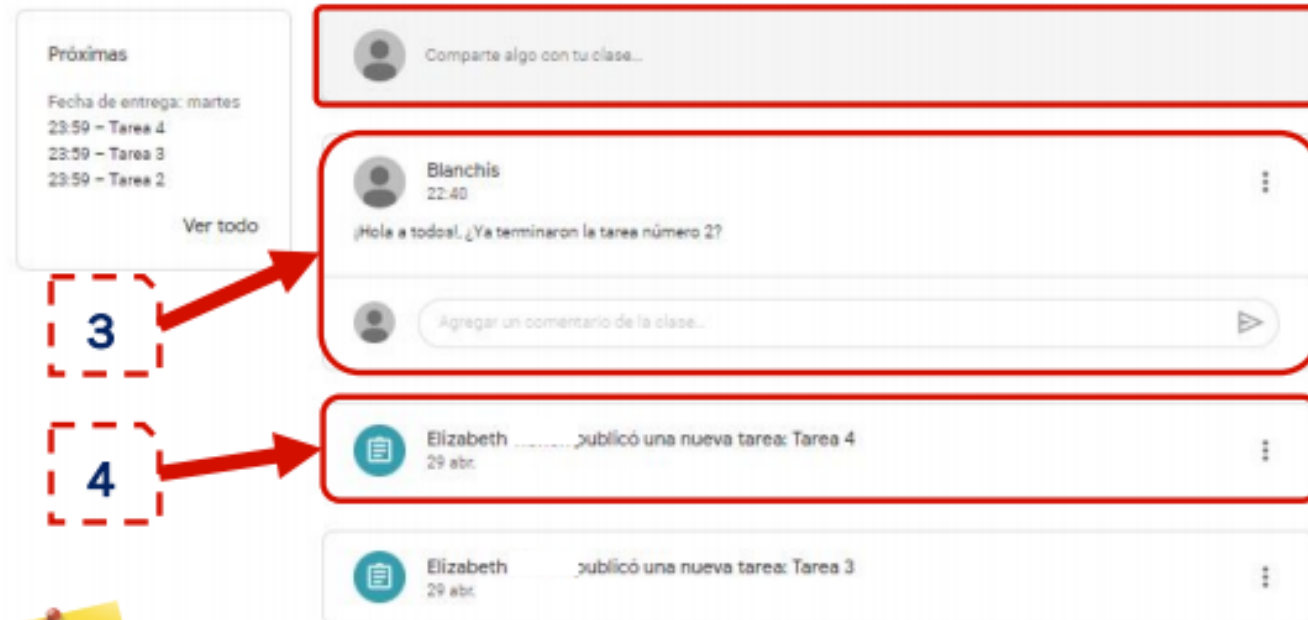 Próximas
Fecha de entrega: martes
23:59 – Tarea 4
23:59 – Tarea 3
23:59 – Tarea 2
Ver todo
Comparte algo con tu clase...
Blanchis
22:40
¡Hola a todos!, ¿Ya terminaron la tarea número 2?
Agregar un comentario de la clase...
3
4
Elizabeth publicó una nueva tarea: Tarea 4
29 abr.
Elizabeth publicó una nueva tarea: Tarea 3
29 abr.